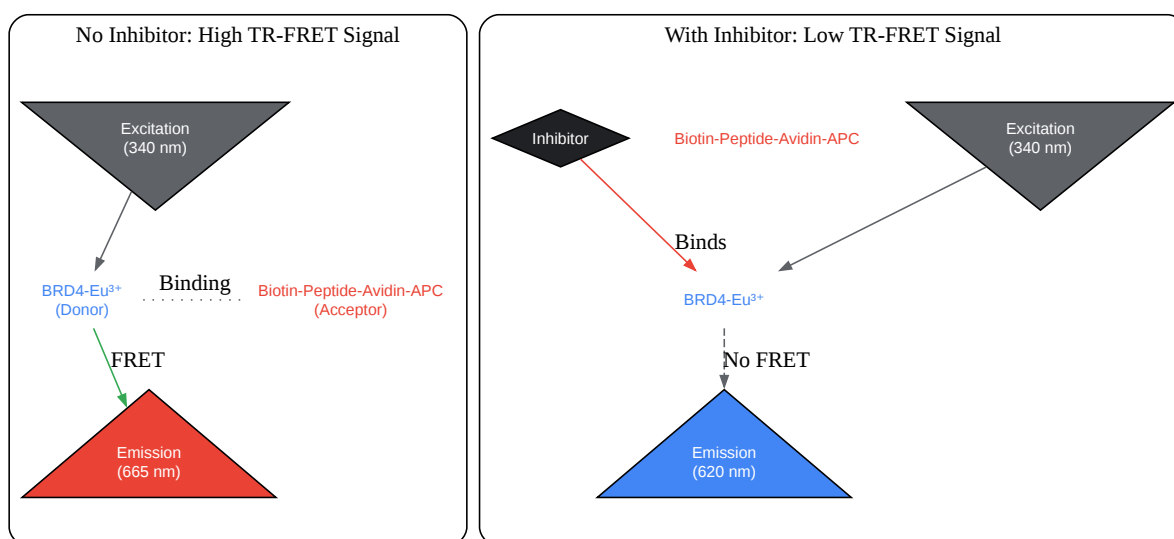 No Inhibitor: High TR-FRET Signal
Excitation
(340 nm)
Binding
BRD4-Eu³⁺
(Donor)
Biotin-Peptide-Avidin-APC
(Acceptor)
FRET
Emission
(665 nm)
With Inhibitor: Low TR-FRET Signal
Inhibitor
Biotin-Peptide-Avidin-APC
Excitation
(340 nm)
Binds
BRD4-Eu³⁺
No FRET
Emission
(620 nm)